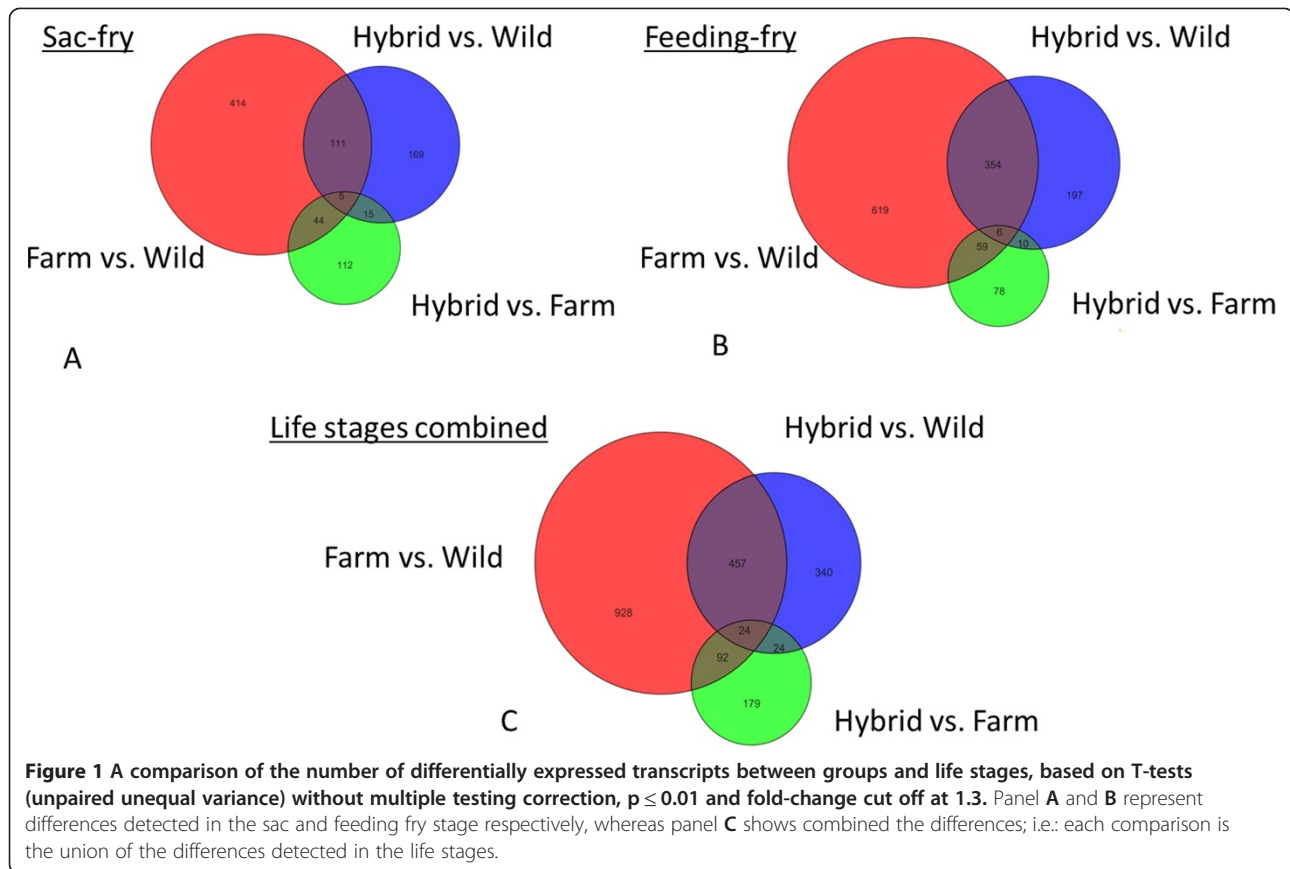 Sac-fry
Hybrid vs. Wild
414
111
169
5
44
15
112
Farm vs. Wild
Hybrid vs. Farm
A
Feeding-fry
Hybrid vs. Wild
354
197
619
6
59
10
78
Farm vs. Wild
Hybrid vs. Farm
B
Life stages combined
Hybrid vs. Wild
Farm vs. Wild
457
340
928
24
24
92
179
C
Hybrid vs. Farm
Figure 1 A comparison of the number of differentially expressed transcripts between groups and life stages, based on T-tests
(unpaired unequal variance) without multiple testing correction, p ≤ 0.01 and fold-change cut off at 1.3. Panel A and B represent
differences detected in the sac and feeding fry stage respectively, whereas panel C shows combined the differences; i.e.: each comparison is
the union of the differences detected in the life stages.